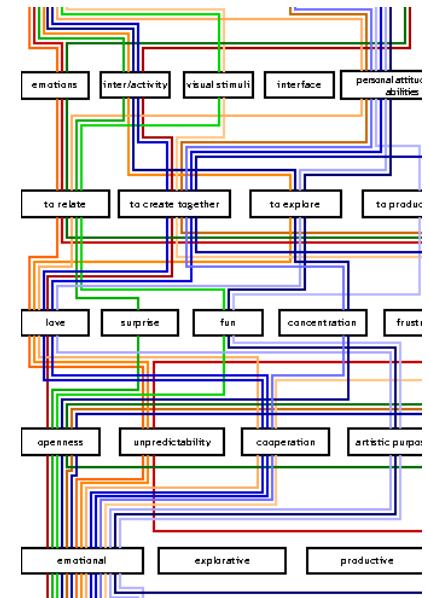 emotions
inter/activity
visual stimuli
interface
personal attitu
abilities
to relate
to create together
to explore
to produc
love
surprise
fun
concentration
frustr
openness
unpredictability
cooperation
artistic purpos
emotional
explorative
productive